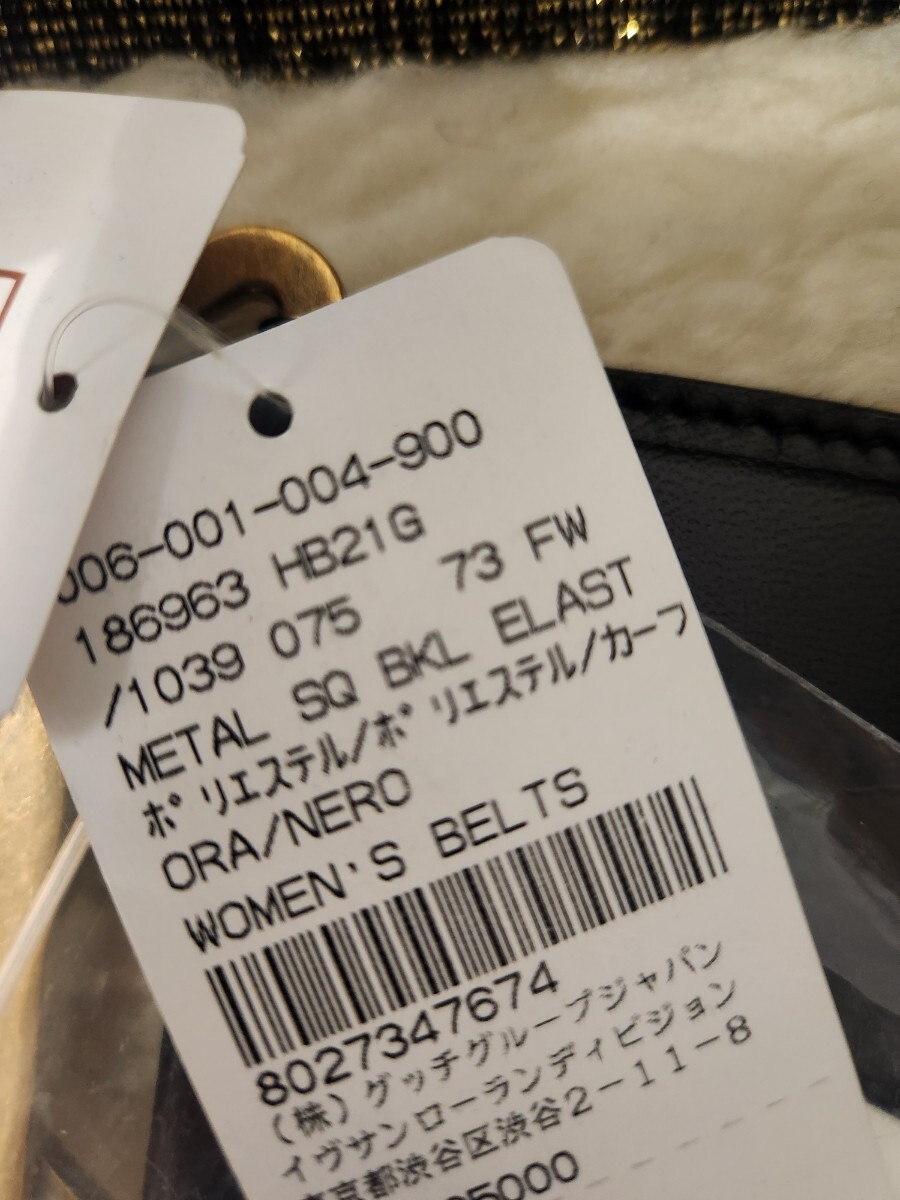 006-001-004-900
186963 HB21G
/1039 075 73 FW
METAL SQ BKL ELAST
ポリエステル/ポリエステル/カーフ
ORA/NERO
WOMEN'S BELTS
8027347674
(株)グッチグループジャパン
イヴサンローランディビジョン
東京都渋谷区渋谷2-11-8
5000